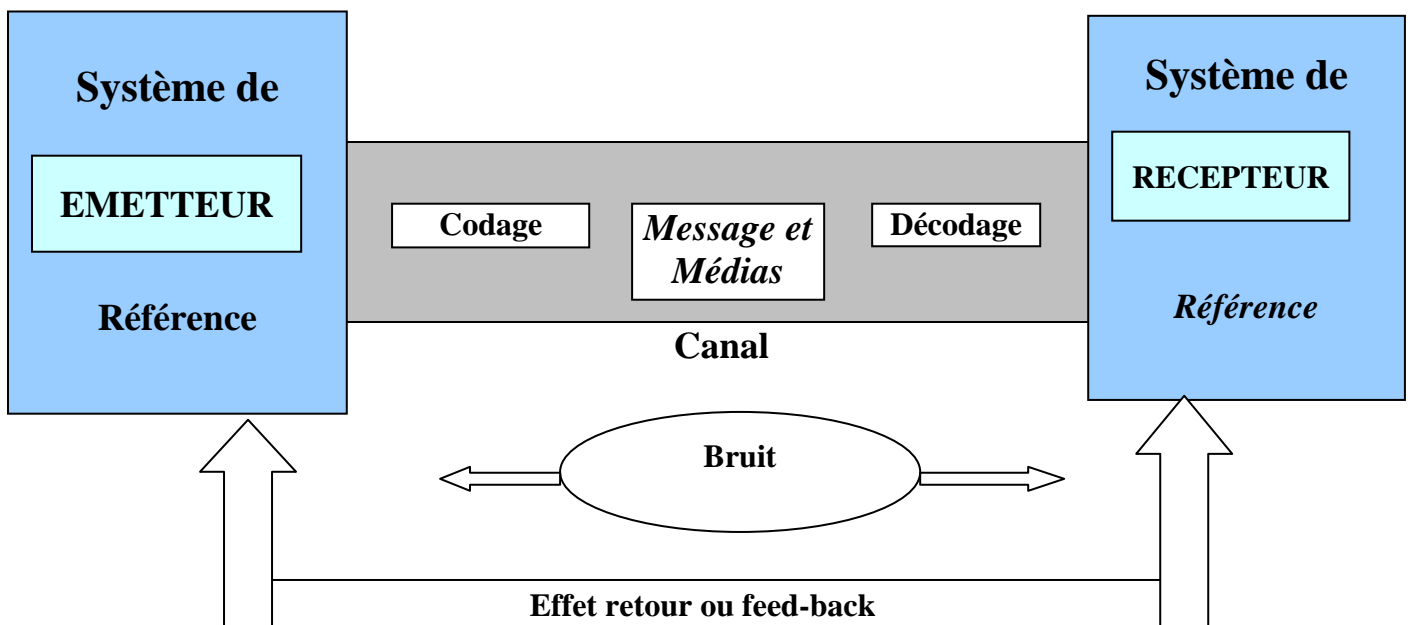 Système de
EMETTEUR
Référence
Codage
Message et
Médias
Décodage
Canal
Système de
RECEPTEUR
Référence
Bruit
Effet retour ou feed-back